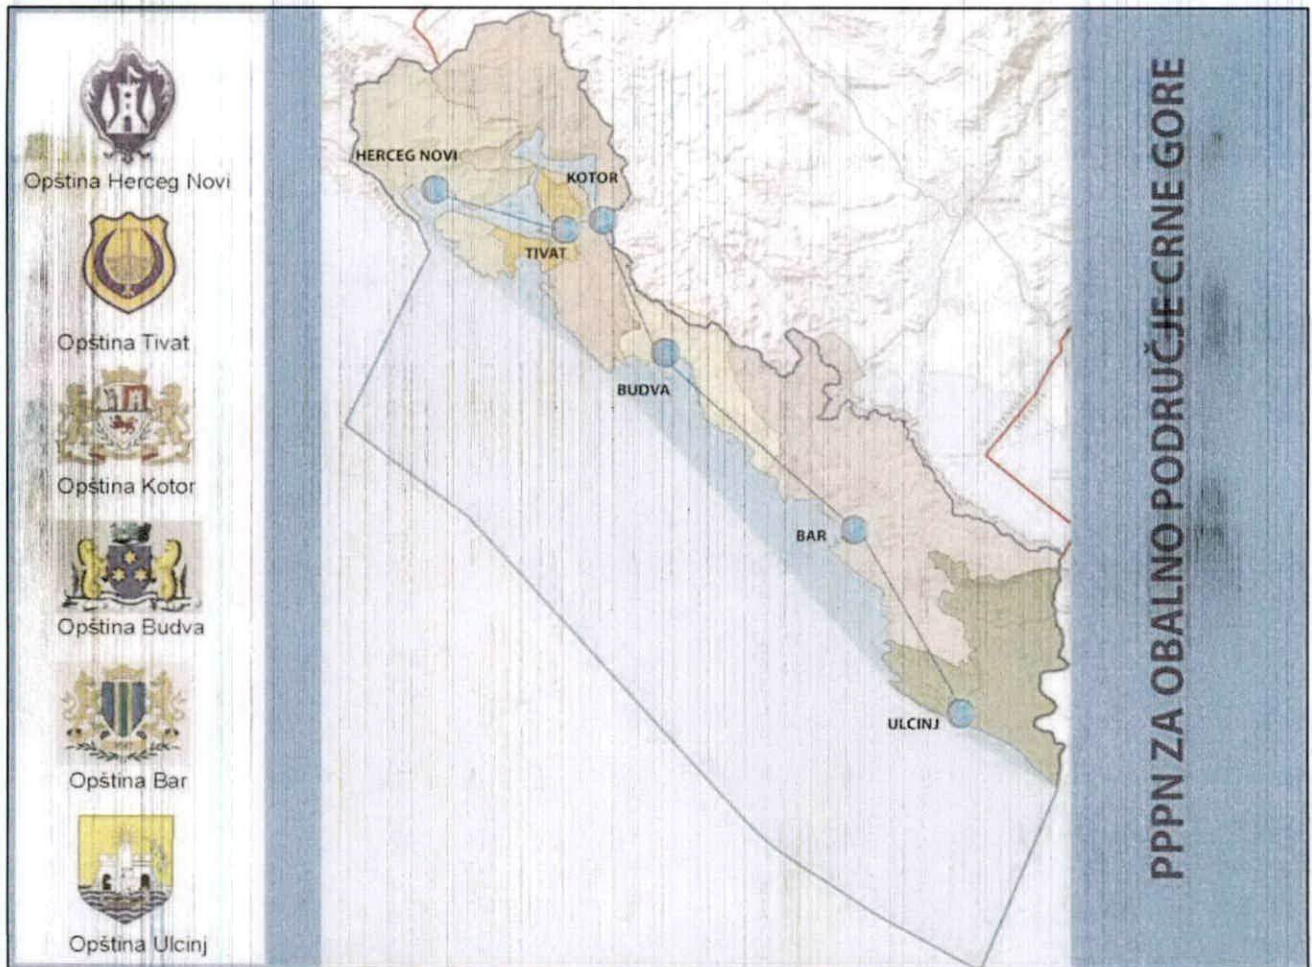 Opština Herceg Novi
Opština Tivat
Opština Kotor
Opština Budva
Opština Bar
Opština Ulcinj
HERCEG NOVI
KOTOR
TIVAT
BUDVA
BAR
ULCINJ
PPPN ZA OBALNO PODRUČJE CRNE GORE